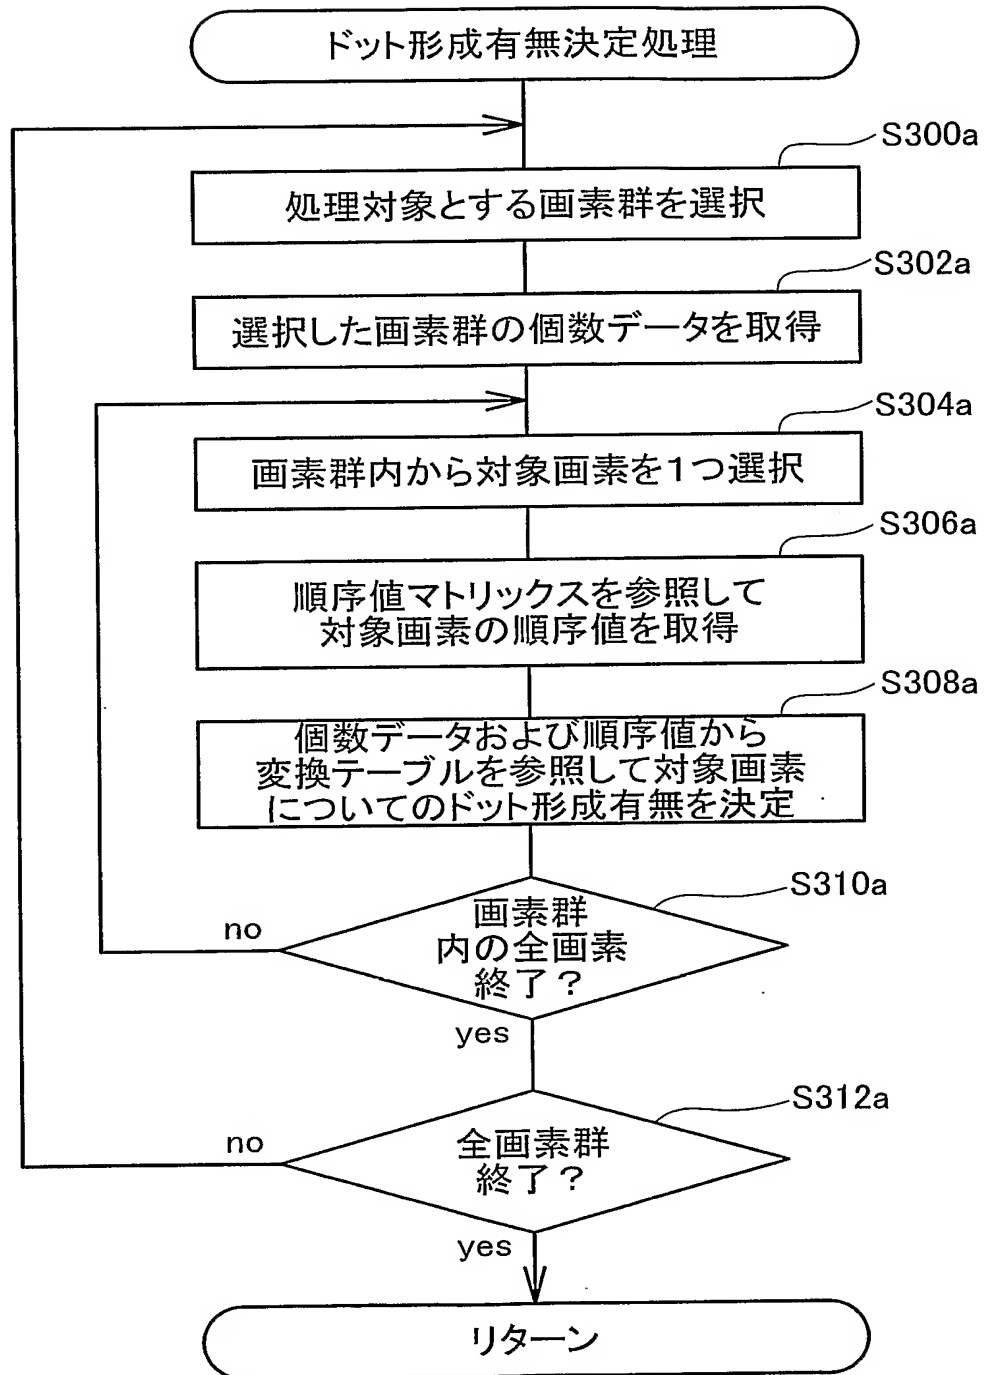 ドット形成有無決定処理
S300a
処理対象とする画素群を選択
S302a
選択した画素群の個数データを取得
S304a
画素群内から対象画素を1つ選択
S306a
順序値マトリックスを参照して
対象画素の順序値を取得
S308a
個数データおよび順序値から
変換テーブルを参照して対象画素
についてのドット形成有無を決定
S310a
画素群
内の全画素
終了？
no
yes
S312a
全画素群
終了？
no
yes
リターン